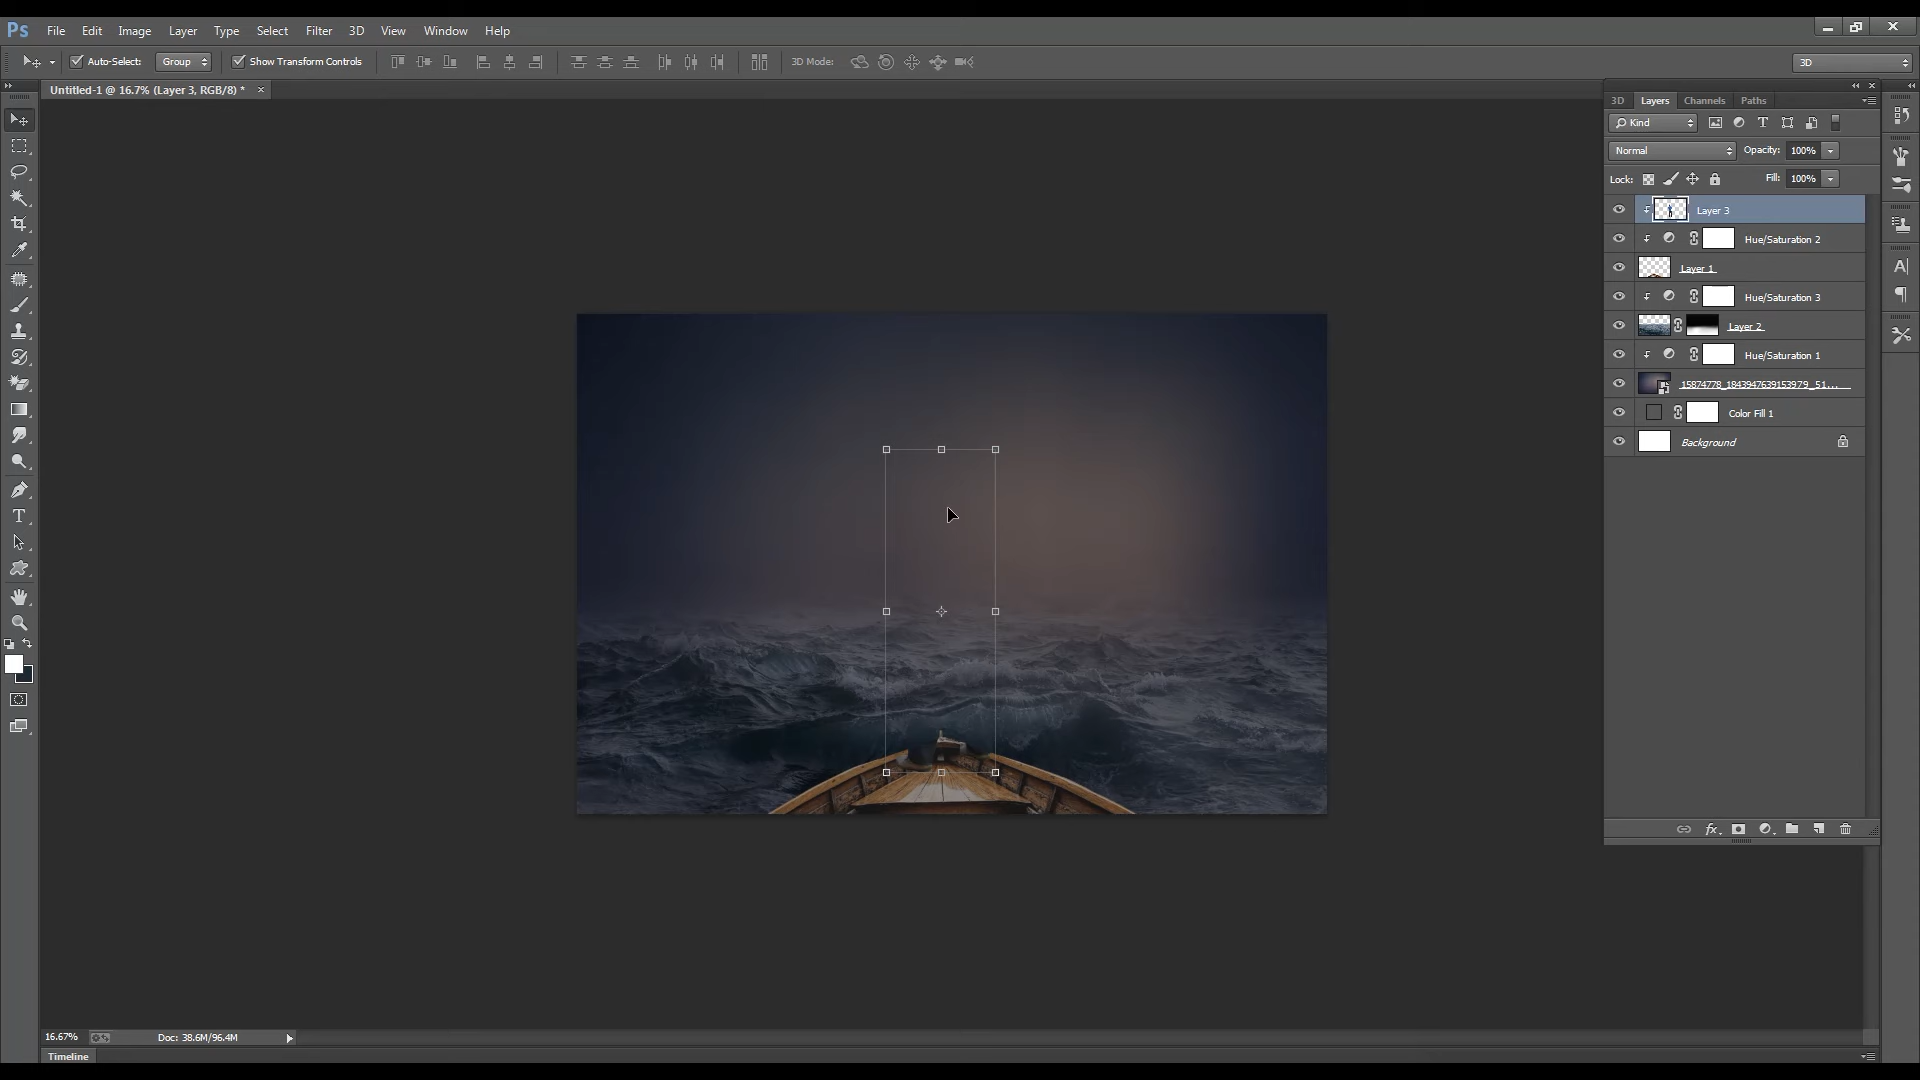 Ps File Edit Image Layer Type Select Filter 3D View Window Help
Auto-Select: Group Show Transform Controls 3D Mode: 3D
Untitled-1 @ 16.7% (Layer 3, RGB/8) * ×
3D Layers Channels Paths
Kind
Normal Opacity: 100%
Lock: Fill: 100%
Layer 3
Hue/Saturation 2
Layer 1
Hue/Saturation 3
Layer 2
Hue/Saturation 1
15874778_1843947639153979_51...
Color Fill 1
Background
fx
16.67% Doc: 38.6M/96.4M
Timeline